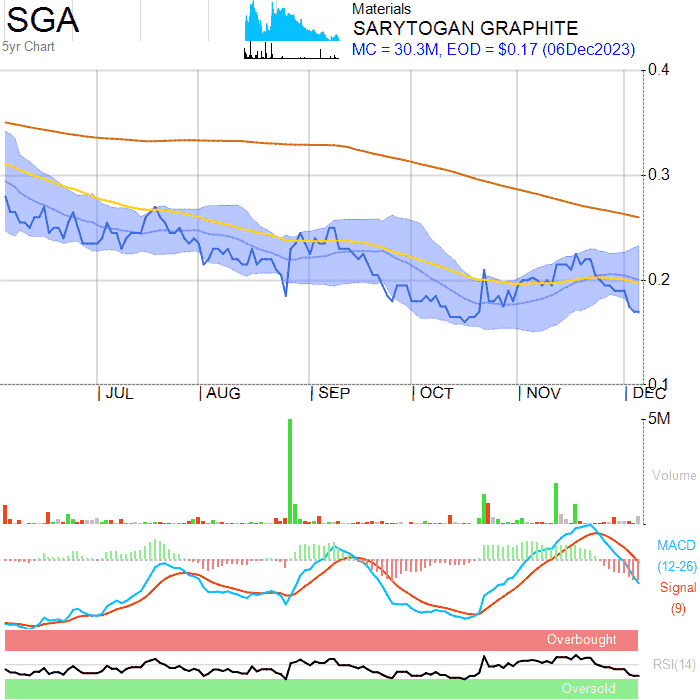 SGA
5yr Chart
Materials
SARYTOGAN GRAPHITE
MC = 30.3M, EOD = $0.17 (06Dec2023)
0.4
0.3
0.2
0.1
JUL
AUG
SEP
OCT
NOV
DEC
5M
Volume
MACD
(12-26)
Signal
(9)
Overbought
RSI(14)
Oversold